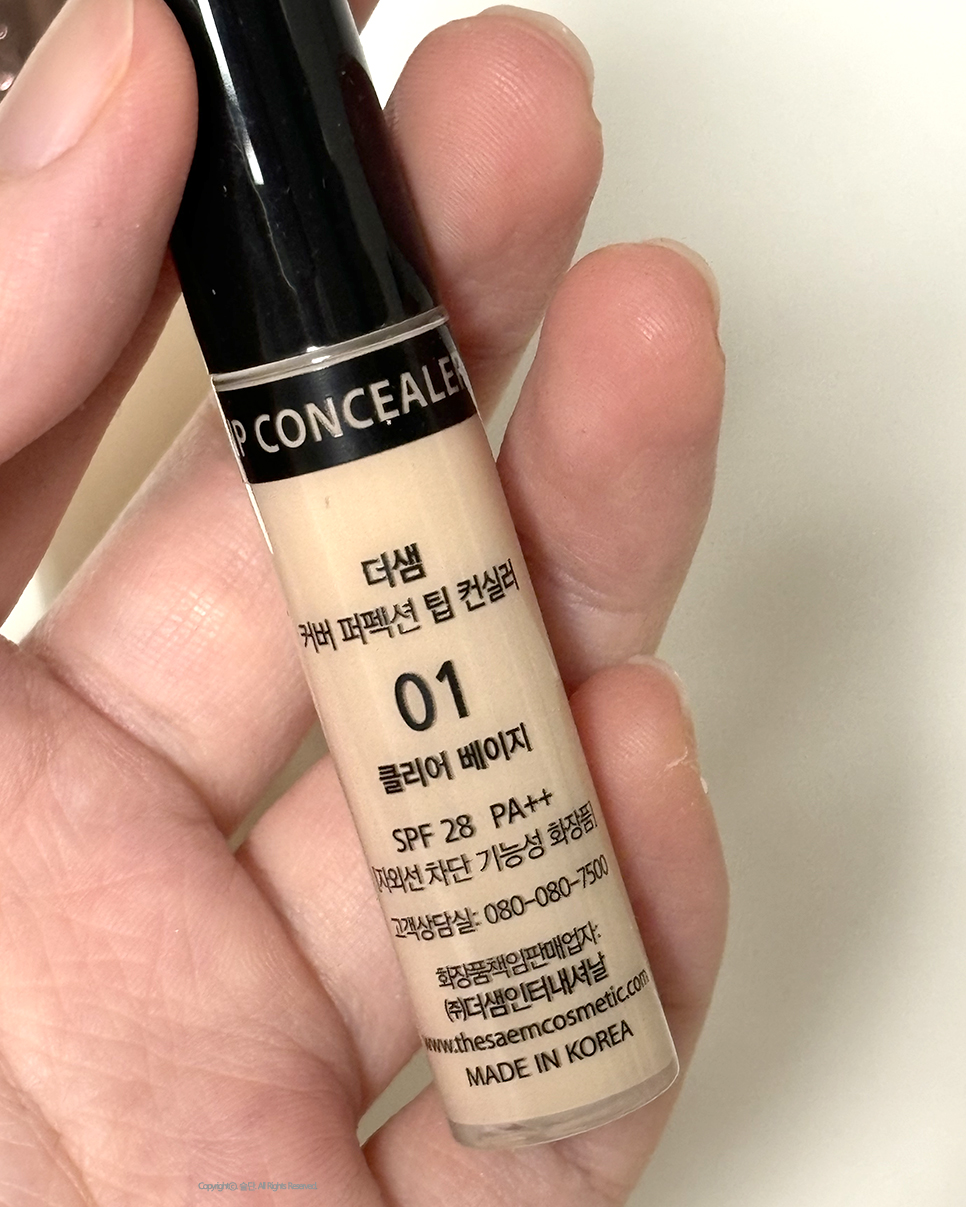 P CONCEALER
더샘
커버 퍼펙션 팁 컨실러
01
클리어 베이지
SPF 28 PA++
[자외선 차단 기능성 화장품]
고객상담실: 080-080-7500
화장품책임판매업자:
㈜더샘인터내셔날
www.thesaemcosmetic.com
MADE IN KOREA
All Rights Reserved.